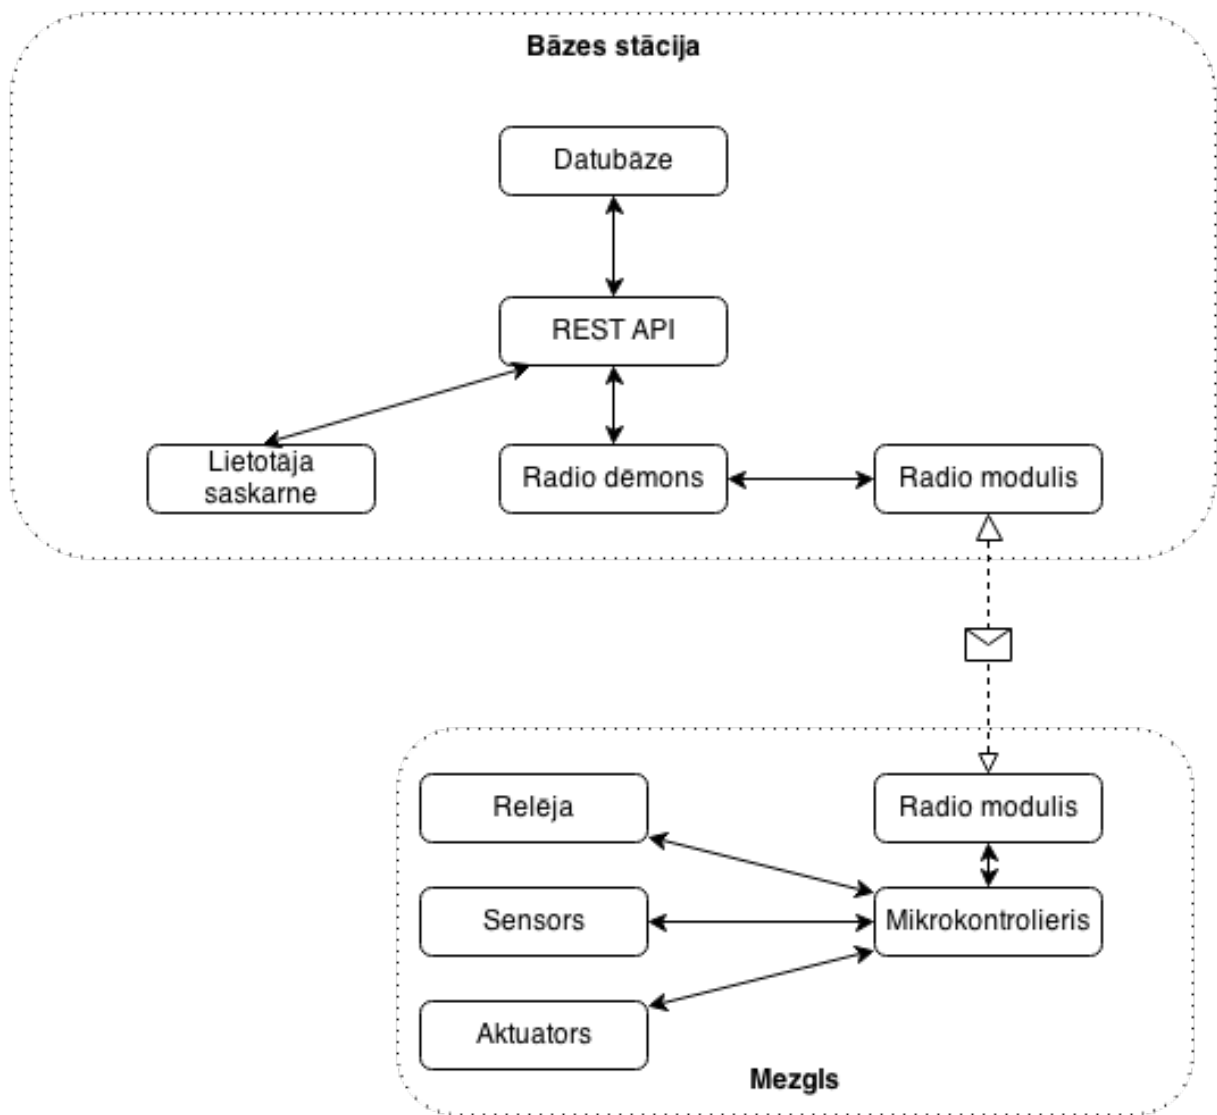 Bāzes stācija
Datubāze
REST API
Lietotāja
saskarne
Radio dēmons
Radio modulis
Relēja
Radio modulis
Sensors
Mikrokontrolieris
Aktuators
Mezgls